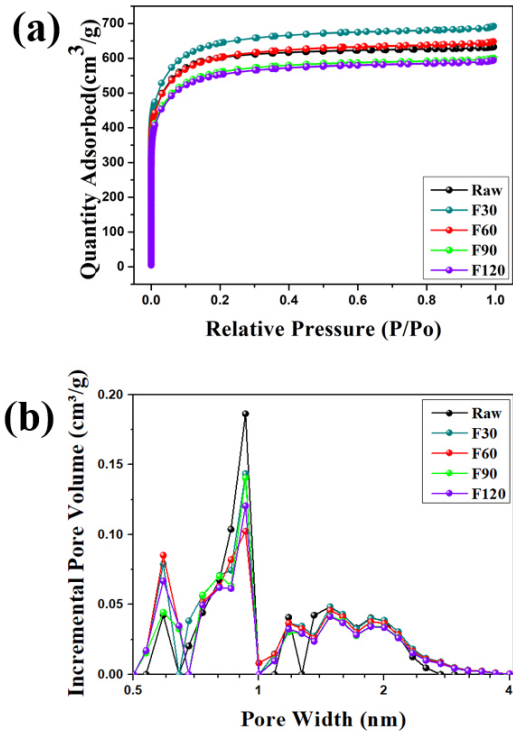 (a)
Quantity Adsorbed(cm³/g)
700
600
500
400
300
200
100
0
Raw
F30
F60
F90
F120
0.0 0.2 0.4 0.6 0.8 1.0
Relative Pressure (P/Po)
(b)
Incremental Pore Volume (cm³/g)
0.20
0.15
0.10
0.05
0.00
Raw
F30
F60
F90
F120
0.5 1 2 4
Pore Width (nm)